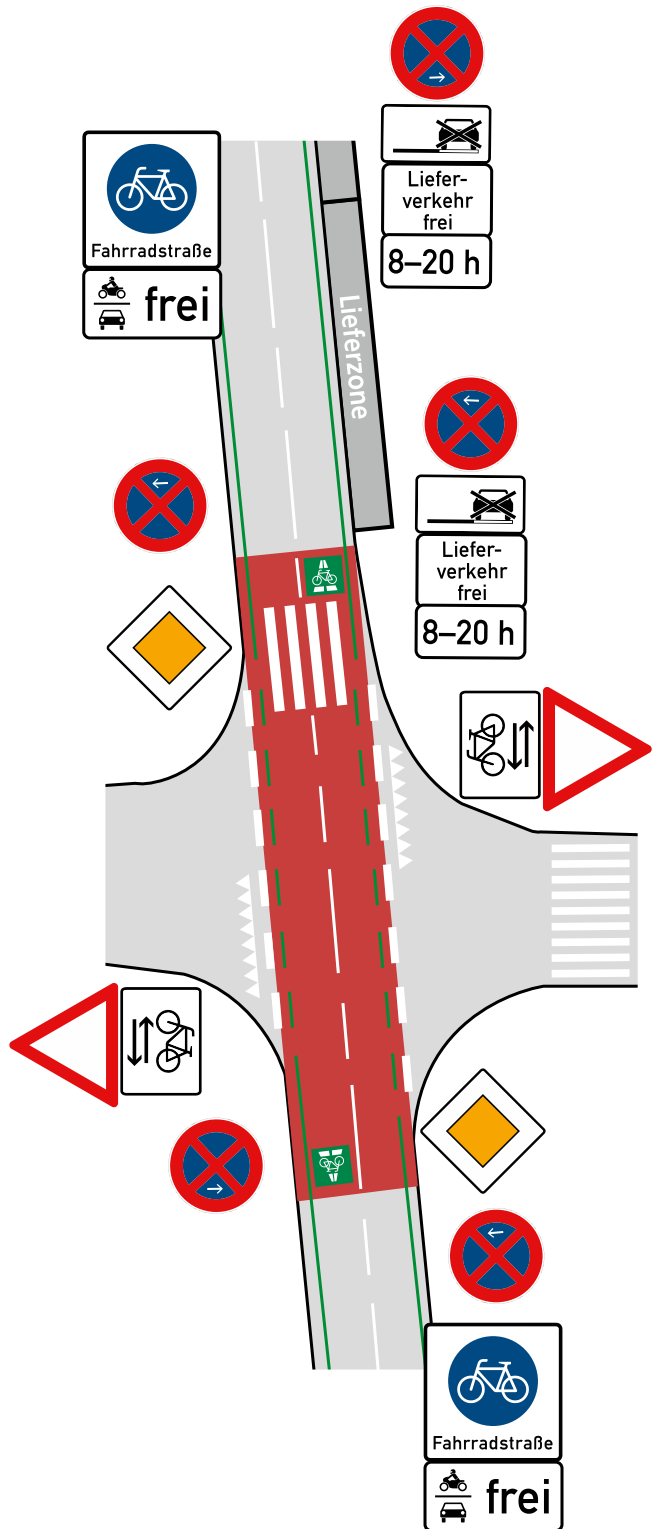 Liefer-
verkehr
frei
8–20 h
Fahrradstraße
frei
Lieferzone
Liefer-
verkehr
frei
8–20 h
Fahrradstraße
frei